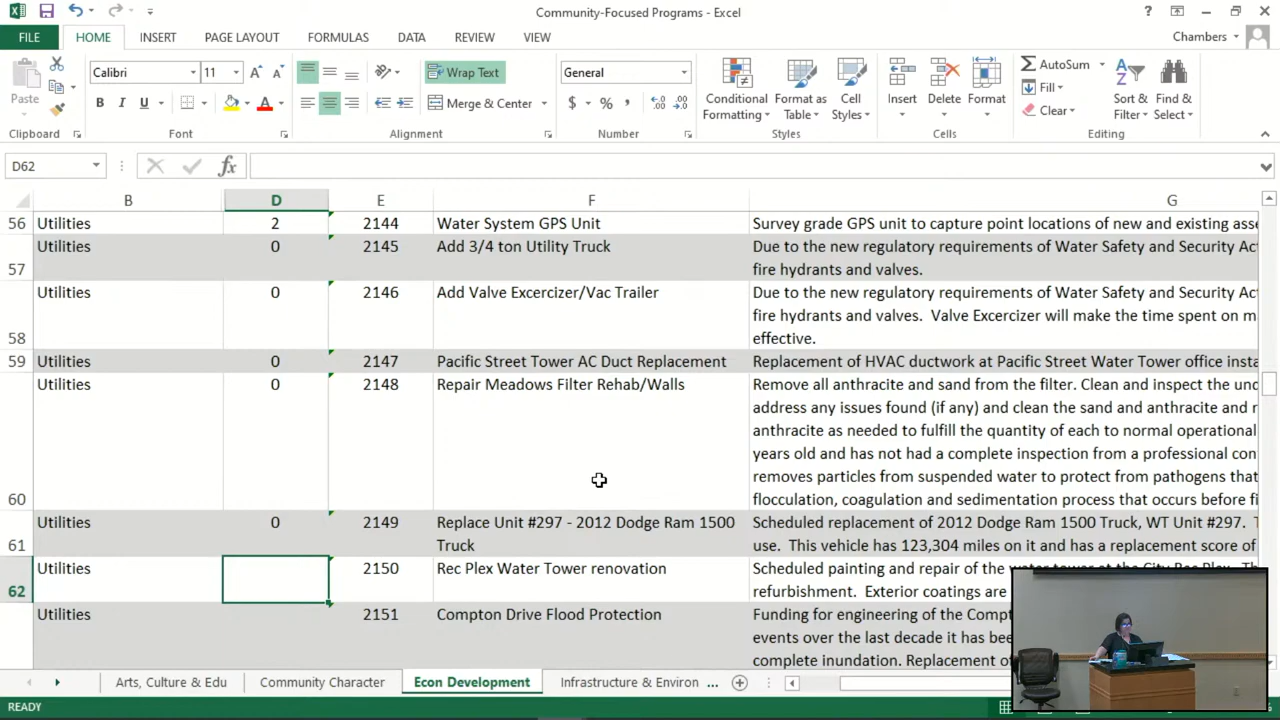 Community-Focused Programs - Excel
?
FILE HOME INSERT PAGE LAYOUT FORMULAS DATA REVIEW VIEW Chambers
Paste
Calibri 11 A A
B I U A
Wrap Text
Merge & Center
General
$ % ,
Conditional Formatting
Format as Table
Cell Styles
Insert Delete Format
AutoSum
Fill
Clear
Sort & Filter
Find & Select
Clipboard Font Alignment Number Styles Cells Editing
D62 fx
B D E F G
56 Utilities 2 2144 Water System GPS Unit Survey grade GPS unit to capture point locations of new and existing asse
57 Utilities 0 2145 Add 3/4 ton Utility Truck Due to the new regulatory requirements of Water Safety and Security Ac
fire hydrants and valves.
58 Utilities 0 2146 Add Valve Excercizer/Vac Trailer Due to the new regulatory requirements of Water Safety and Security Ac
fire hydrants and valves. Valve Excercizer will make the time spent on m
effective.
59 Utilities 0 2147 Pacific Street Tower AC Duct Replacement Replacement of HVAC ductwork at Pacific Street Water Tower office insta
60 Utilities 0 2148 Repair Meadows Filter Rehab/Walls Remove all anthracite and sand from the filter. Clean and inspect the und
address any issues found (if any) and clean the sand and anthracite and r
anthracite as needed to fulfill the quantity of each to normal operational
years old and has not had a complete inspection from a professional con
removes particles from suspended water to protect from pathogens that
flocculation, coagulation and sedimentation process that occurs before fi
61 Utilities 0 2149 Replace Unit #297 - 2012 Dodge Ram 1500 Scheduled replacement of 2012 Dodge Ram 1500 Truck, WT Unit #297.
Truck use. This vehicle has 123,304 miles on it and has a replacement score of
62 Utilities 2150 Rec Plex Water Tower renovation Scheduled painting and repair of the water tower at the City Rec Plex.
refurbishment. Exterior coatings are
Utilities 2151 Compton Drive Flood Protection Funding for engineering of the Compt
events over the last decade it has bee
complete inundation. Replacement of
Arts, Culture & Edu Community Character Econ Development Infrastructure & Environ ...
READY